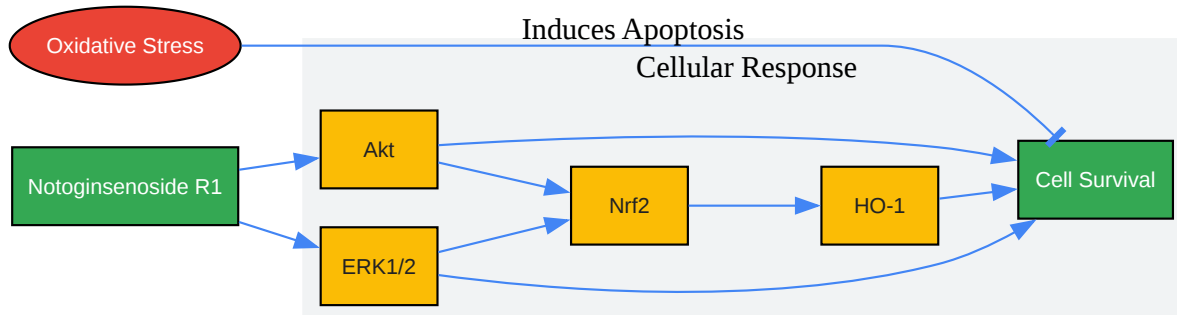 Oxidative Stress
Induces Apoptosis
Cellular Response
Akt
Notoginsenoside R1
Nrf2
HO-1
Cell Survival
ERK1/2